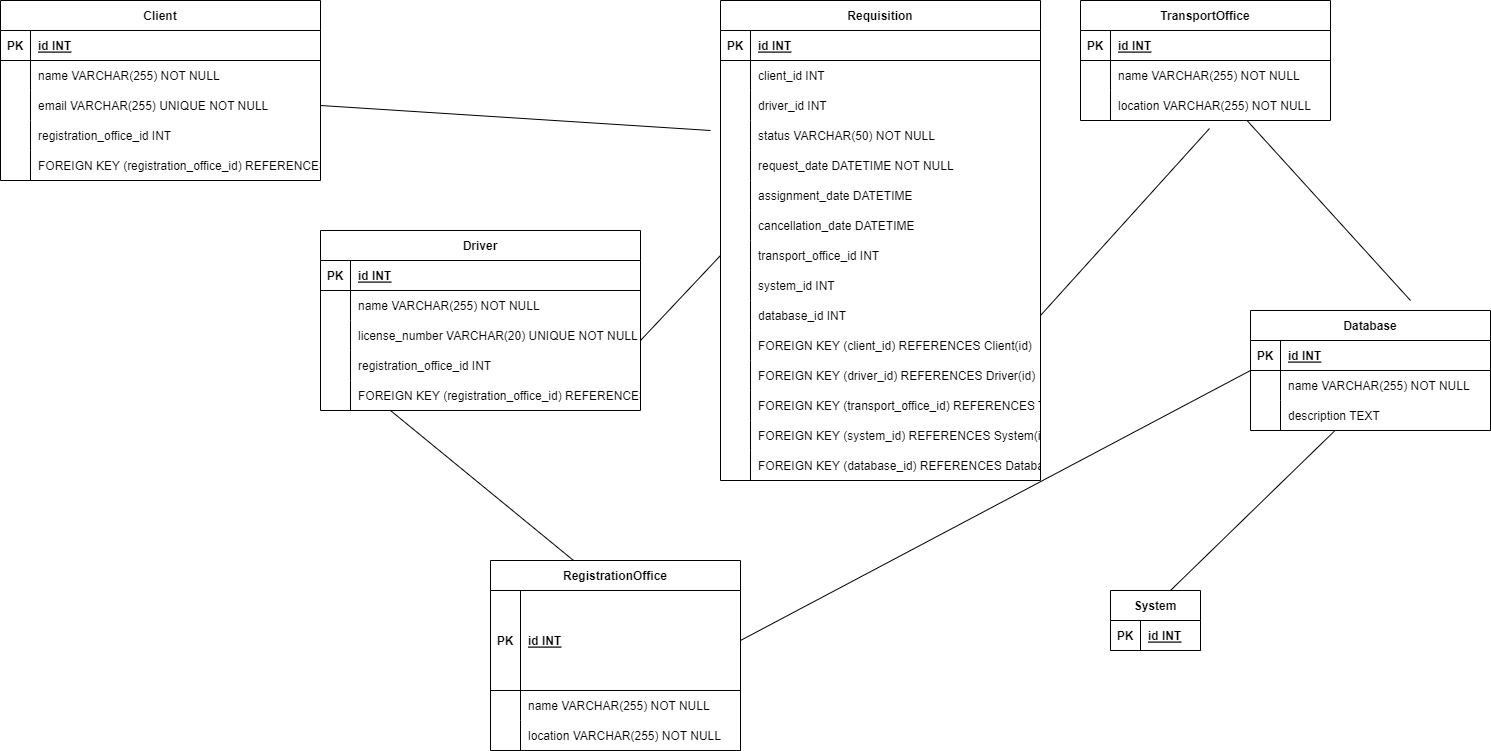 Client
PK id INT
name VARCHAR(255) NOT NULL
email VARCHAR(255) UNIQUE NOT NULL
registration_office_id INT
FOREIGN KEY (registration_office_id) REFERENCE
Requisition
PK id INT
client_id INT
driver_id INT
status VARCHAR(50) NOT NULL
request_date DATETIME NOT NULL
assignment_date DATETIME
cancellation_date DATETIME
transport_office_id INT
system_id INT
database_id INT
FOREIGN KEY (client_id) REFERENCES Client(id)
FOREIGN KEY (driver_id) REFERENCES Driver(id)
FOREIGN KEY (transport_office_id) REFERENCES
FOREIGN KEY (system_id) REFERENCES System(i
FOREIGN KEY (database_id) REFERENCES Databa
TransportOffice
PK id INT
name VARCHAR(255) NOT NULL
location VARCHAR(255) NOT NULL
Driver
PK id INT
name VARCHAR(255) NOT NULL
license_number VARCHAR(20) UNIQUE NOT NULL
registration_office_id INT
FOREIGN KEY (registration_office_id) REFERENCE
Database
PK id INT
name VARCHAR(255) NOT NULL
description TEXT
RegistrationOffice
PK id INT
name VARCHAR(255) NOT NULL
location VARCHAR(255) NOT NULL
System
PK id INT